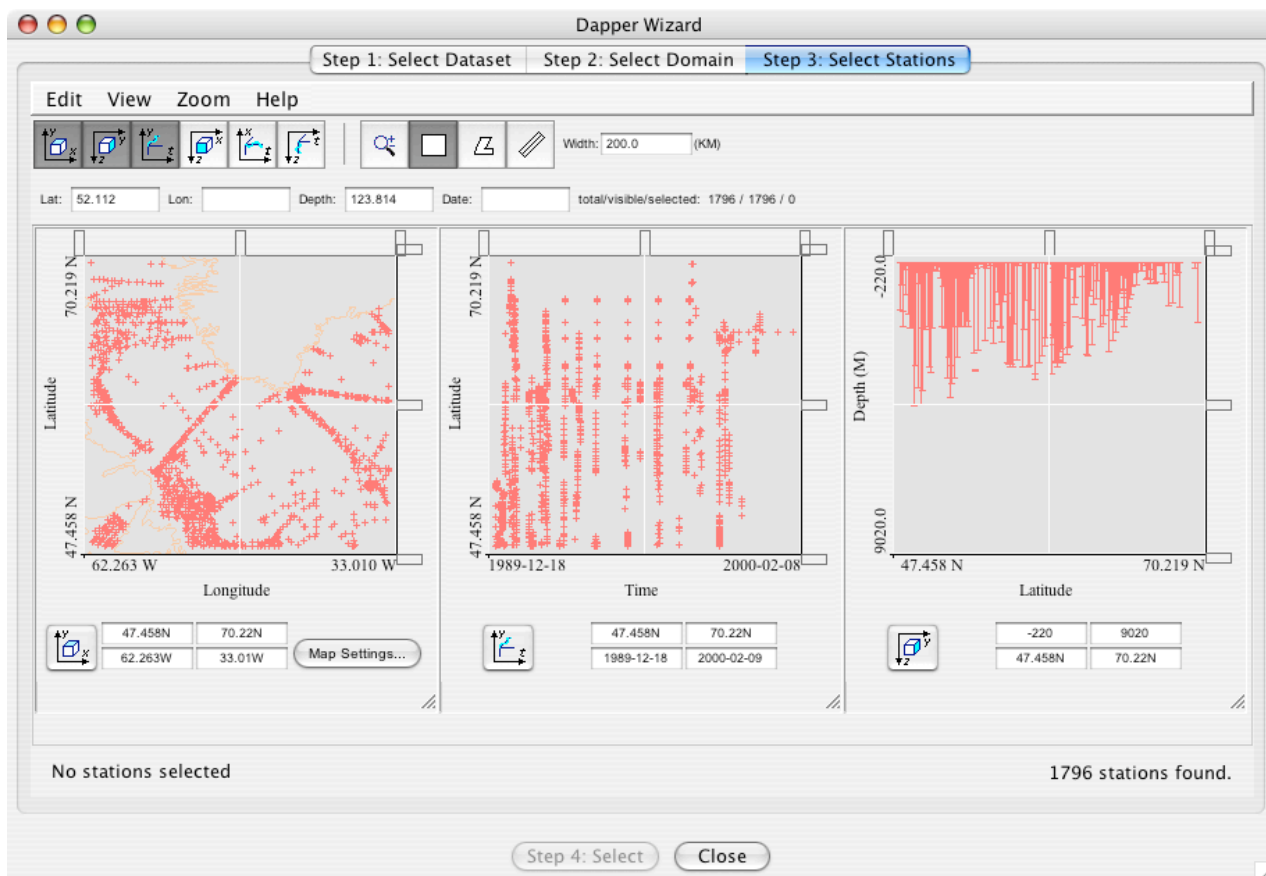 Dapper Wizard
Step 1: Select Dataset Step 2: Select Domain Step 3: Select Stations
Edit View Zoom Help
y x z y y t z x x t z t Width: 200.0 (KM)
Lat: 52.112 Lon: Depth: 123.814 Date: total/visible/selected: 1796 / 1796 / 0
Latitude
70.219 N
47.458 N
62.263 W 33.010 W
Longitude
Latitude
70.219 N
47.458 N
1989-12-18 2000-02-08
Time
Depth (M)
-220.0
9020.0
47.458 N 70.219 N
Latitude
y x
47.458N 70.22N
62.263W 33.01W
Map Settings...
y t
47.458N 70.22N
1989-12-18 2000-02-09
z y
-220 9020
47.458N 70.22N
No stations selected 1796 stations found.
Step 4: Select Close